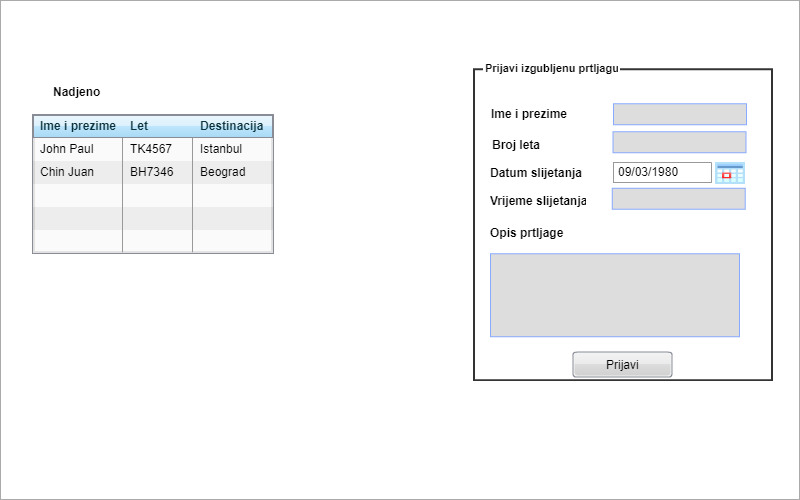 Nadjeno
Ime i prezime Let Destinacija
John Paul TK4567 Istanbul
Chin Juan BH7346 Beograd
Prijavi izgubljenu prtljagu
Ime i prezime
Broj leta
Datum slijetanja 09/03/1980
Vrijeme slijetanja
Opis prtljage
Prijavi